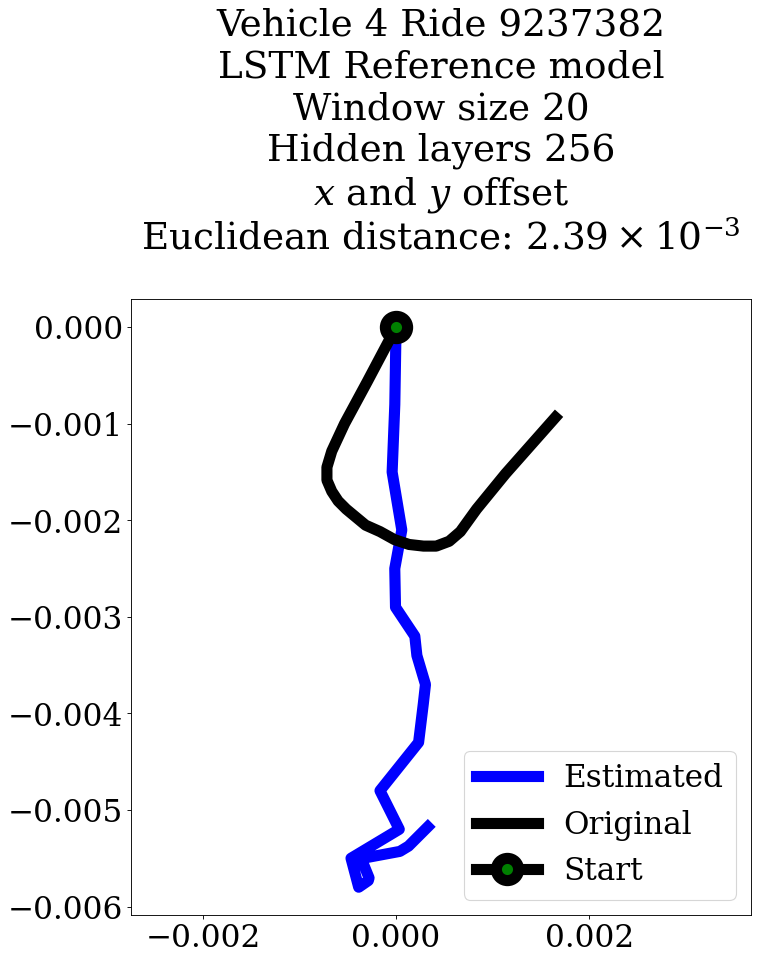 Vehicle 4 Ride 9237382
LSTM Reference model
Window size 20
Hidden layers 256
x and y offset
Euclidean distance: 2.39 × 10⁻³
0.000
−0.001
−0.002
−0.003
−0.004
−0.005
−0.006
Estimated
Original
Start
−0.002 0.000 0.002